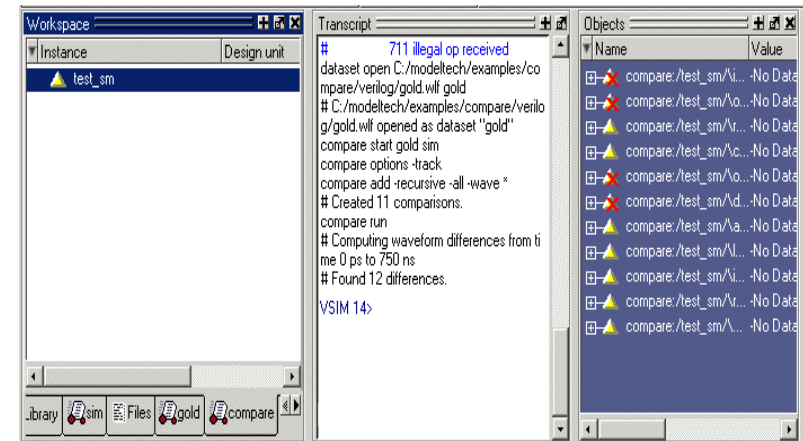 Workspace
Instance Design unit
test_sm
.ibrary sim Files gold compare
Transcript
# 711 illegal op received
dataset open C:/modeltech/examples/co
mpare/verilog/gold.wlf gold
# C:/modeltech/examples/compare/verilo
g/gold.wlf opened as dataset "gold"
compare start gold sim
compare options -track
compare add -recursive -all -wave *
# Created 11 comparisons.
compare run
# Computing waveform differences from ti
me 0 ps to 750 ns
# Found 12 differences.
VSIM 14>
Objects
Name Value
compare:/test_sm/\i... -No Data
compare:/test_sm/\o... -No Data
compare:/test_sm/\r... -No Data
compare:/test_sm/\c... -No Data
compare:/test_sm/\o... -No Data
compare:/test_sm/\d... -No Data
compare:/test_sm/\a... -No Data
compare:/test_sm/\l... -No Data
compare:/test_sm/\i... -No Data
compare:/test_sm/\r... -No Data
compare:/test_sm/\... -No Data